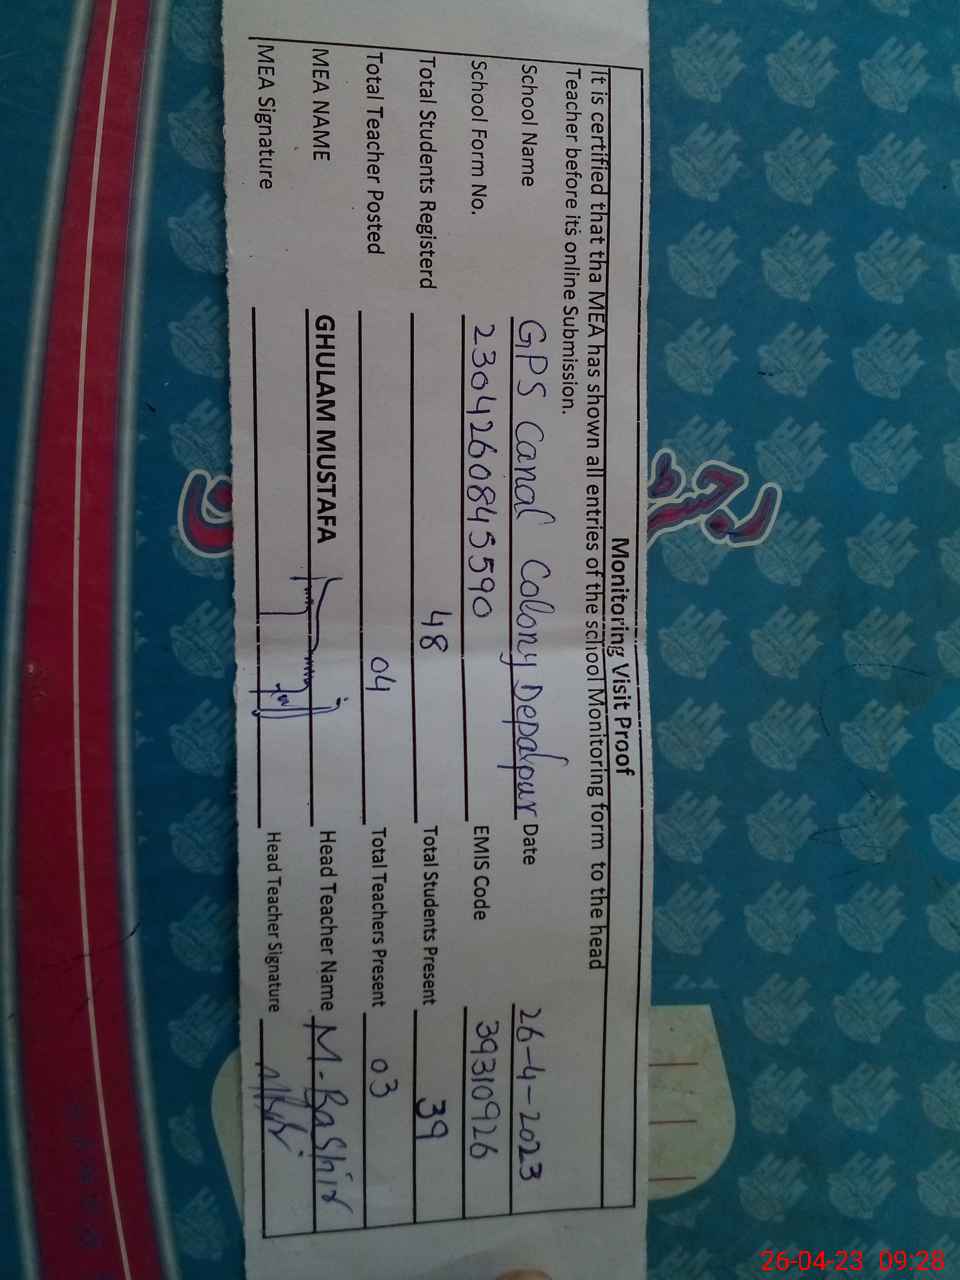 Monitoring Visit Proof
It is certified that tha MEA has shown all entries of the school Monitoring form to the head
Teacher before its online Submission.
School Name GPS Canal Colony Depalpur Date 26-4-2023
School Form No. 2304260845590 EMIS Code 39310926
Total Students Registerd 48 Total Students Present 39
Total Teacher Posted 04 Total Teachers Present 03
MEA NAME GHULAM MUSTAFA Head Teacher Name M-Bashir
MEA Signature Head Teacher Signature
26-04-23 09:28